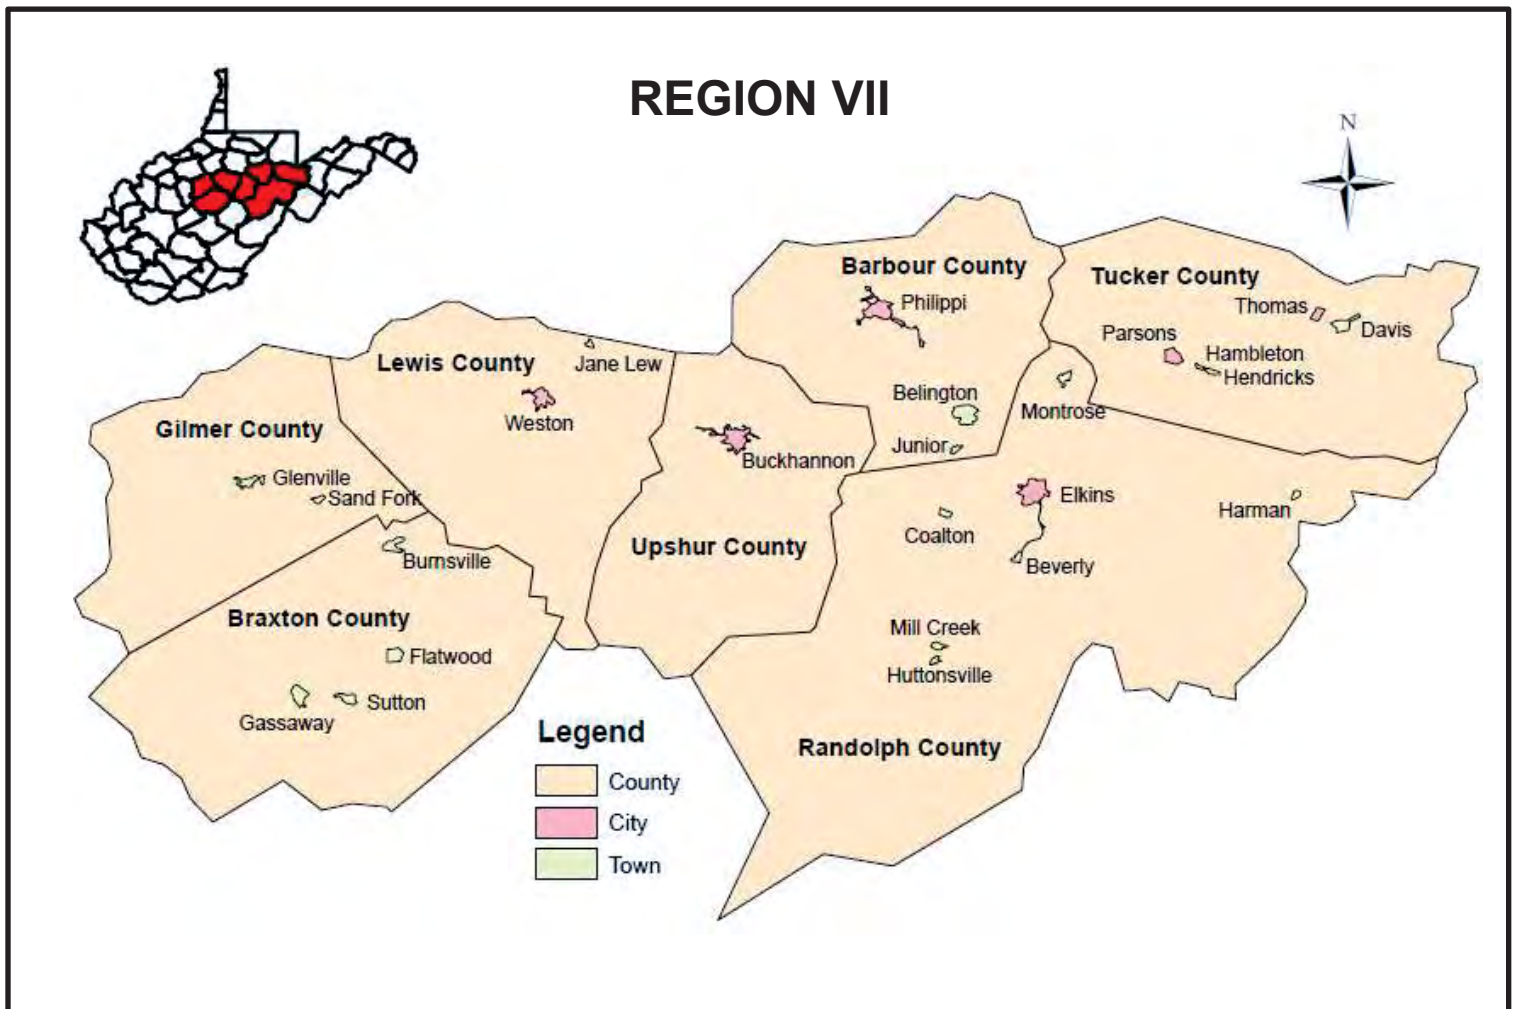 REGION VII
N
Barbour County
Philippi
Belington
Junior
Tucker County
Thomas
Davis
Parsons
Hambleton
Hendricks
Montrose
Lewis County
Jane Lew
Weston
Gilmer County
Glenville
Sand Fork
Buckhannon
Upshur County
Elkins
Harman
Coalton
Beverly
Burnsville
Braxton County
Flatwood
Sutton
Gassaway
Mill Creek
Huttonsville
Randolph County
Legend
County
City
Town